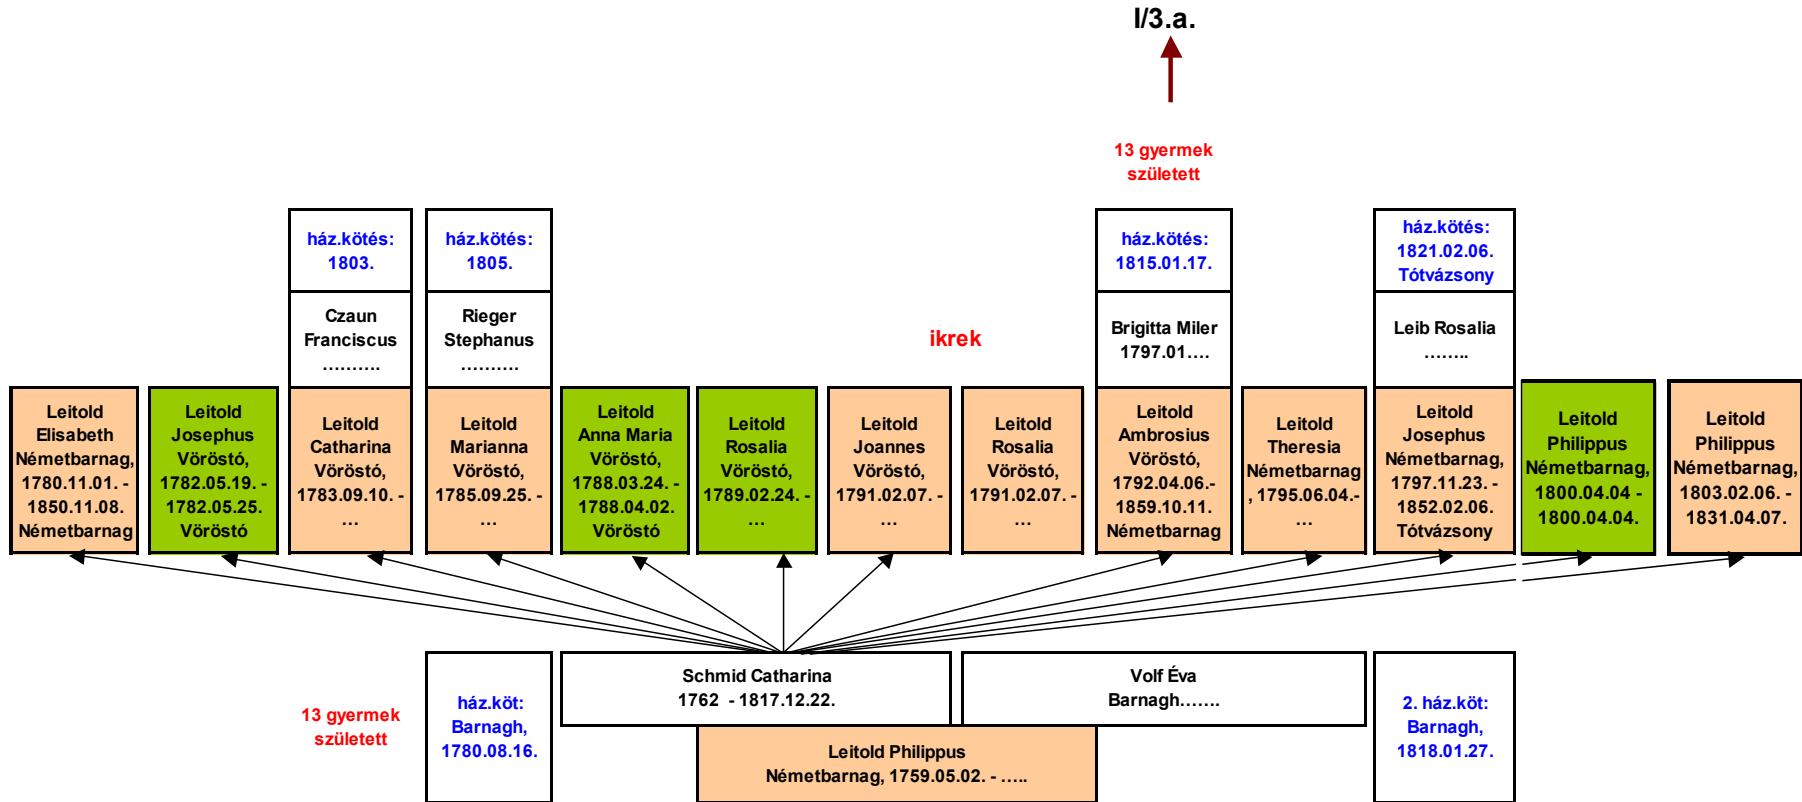 I/3.a.
13 gyermek
született
ház.kötés:
1803.
ház.kötés:
1805.
ház.kötés:
1815.01.17.
ház.kötés:
1821.02.06.
Tótvázsony
Czaun
Franciscus
……….
Rieger
Stephanus
……….
ikrek
Brigitta Miler
1797.01….
Leib Rosalia
……..
Leitold
Elisabeth
Németbarnag,
1780.11.01. -
1850.11.08.
Németbarnag
Leitold
Josephus
Vöröstó,
1782.05.19. -
1782.05.25.
Vöröstó
Leitold
Catharina
Vöröstó,
1783.09.10. -
…
Leitold
Marianna
Vöröstó,
1785.09.25. -
…
Leitold
Anna Maria
Vöröstó,
1788.03.24. -
1788.04.02.
Vöröstó
Leitold
Rosalia
Vöröstó,
1789.02.24. -
…
Leitold
Joannes
Vöröstó,
1791.02.07. -
…
Leitold
Rosalia
Vöröstó,
1791.02.07. -
…
Leitold
Ambrosius
Vöröstó,
1792.04.06.-
1859.10.11.
Németbarnag
Leitold
Theresia
Németbarnag
, 1795.06.04.-
…
Leitold
Josephus
Németbarnag,
1797.11.23. -
1852.02.06.
Tótvázsony
Leitold
Philippus
Németbarnag,
1800.04.04 -
1800.04.04.
Leitold
Philippus
Németbarnag,
1803.02.06. -
1831.04.07.
13 gyermek
született
ház.köt:
Barnagh,
1780.08.16.
Schmid Catharina
1762 - 1817.12.22.
Volf Éva
Barnagh…….
2. ház.köt:
Barnagh,
1818.01.27.
Leitold Philippus
Németbarnag, 1759.05.02. - …..